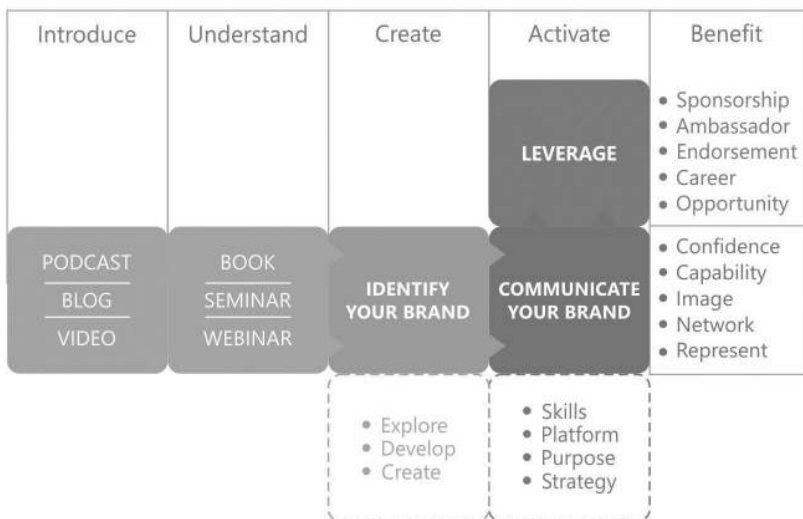 Introduce
Understand
Create
Activate
Benefit
LEVERAGE
• Sponsorship
• Ambassador
• Endorsement
• Career
• Opportunity
PODCAST
BLOG
VIDEO
BOOK
SEMINAR
WEBINAR
IDENTIFY
YOUR BRAND
COMMUNICATE
YOUR BRAND
• Confidence
• Capability
• Image
• Network
• Represent
• Explore
• Develop
• Create
• Skills
• Platform
• Purpose
• Strategy